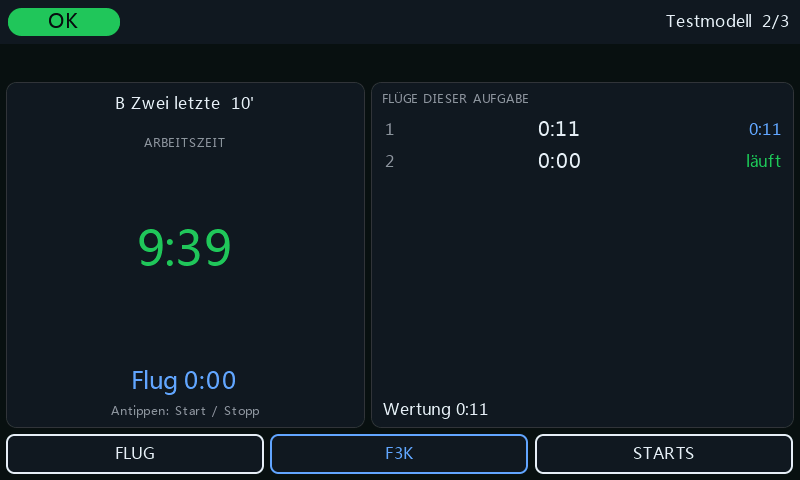 OK
Testmodell 2/3
B Zwei letzte 10'
ARBEITSZEIT
9:39
Flug 0:00
Antippen: Start / Stopp
FLÜGE DIESER AUFGABE
1 0:11 0:11
2 0:00 läuft
Wertung 0:11
FLUG
F3K
STARTS